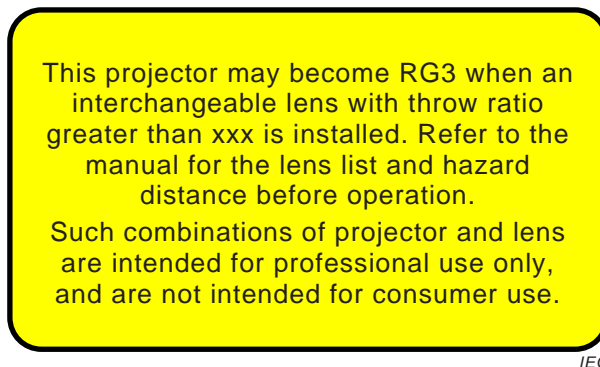 This projector may become RG3 when an
interchangeable lens with throw ratio
greater than xxx is installed. Refer to the
manual for the lens list and hazard
distance before operation.
Such combinations of projector and lens
are intended for professional use only,
and are not intended for consumer use.